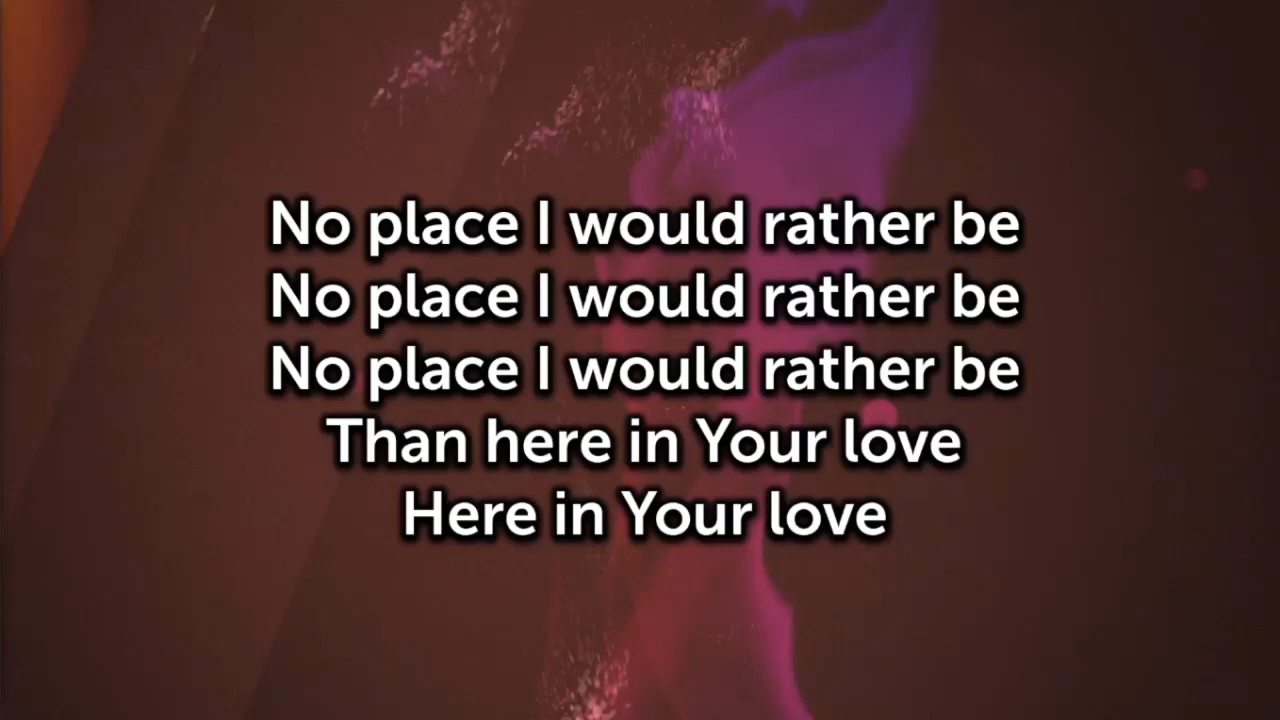 No place I would rather be
No place I would rather be
No place I would rather be
Than here in Your love
Here in Your love